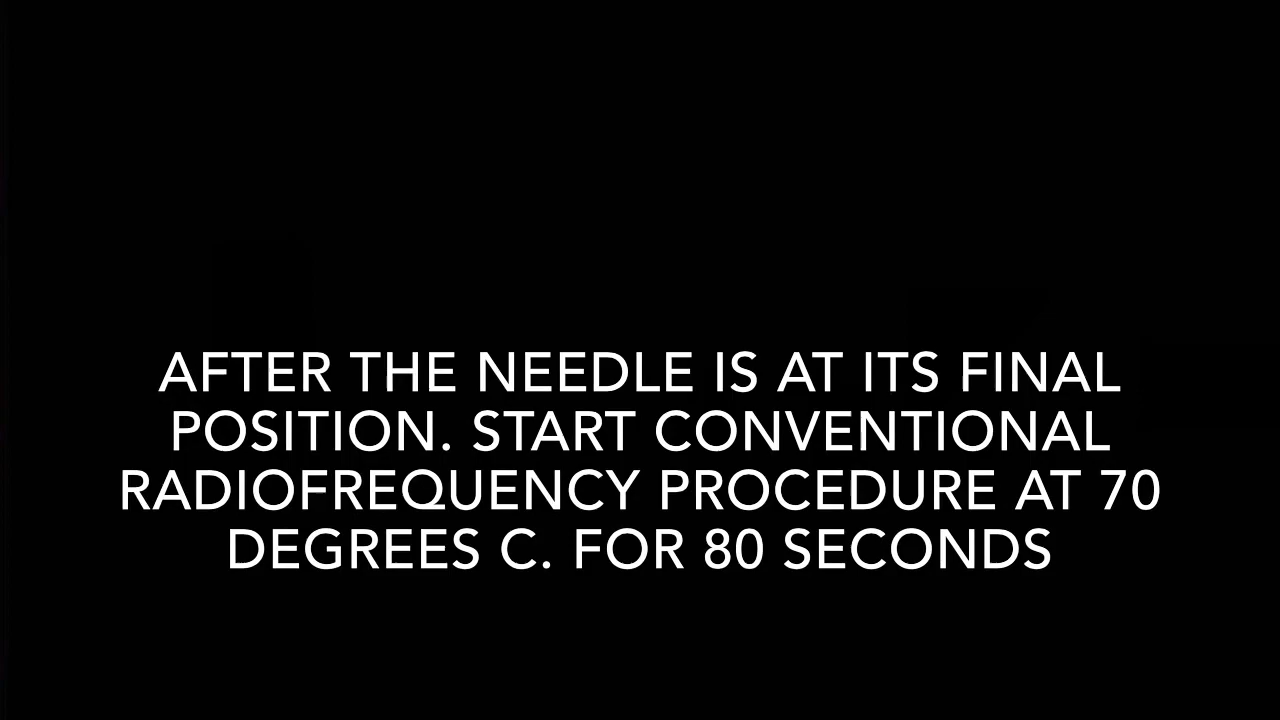 AFTER THE NEEDLE IS AT ITS FINAL
POSITION. START CONVENTIONAL
RADIOFREQUENCY PROCEDURE AT 70
DEGREES C. FOR 80 SECONDS